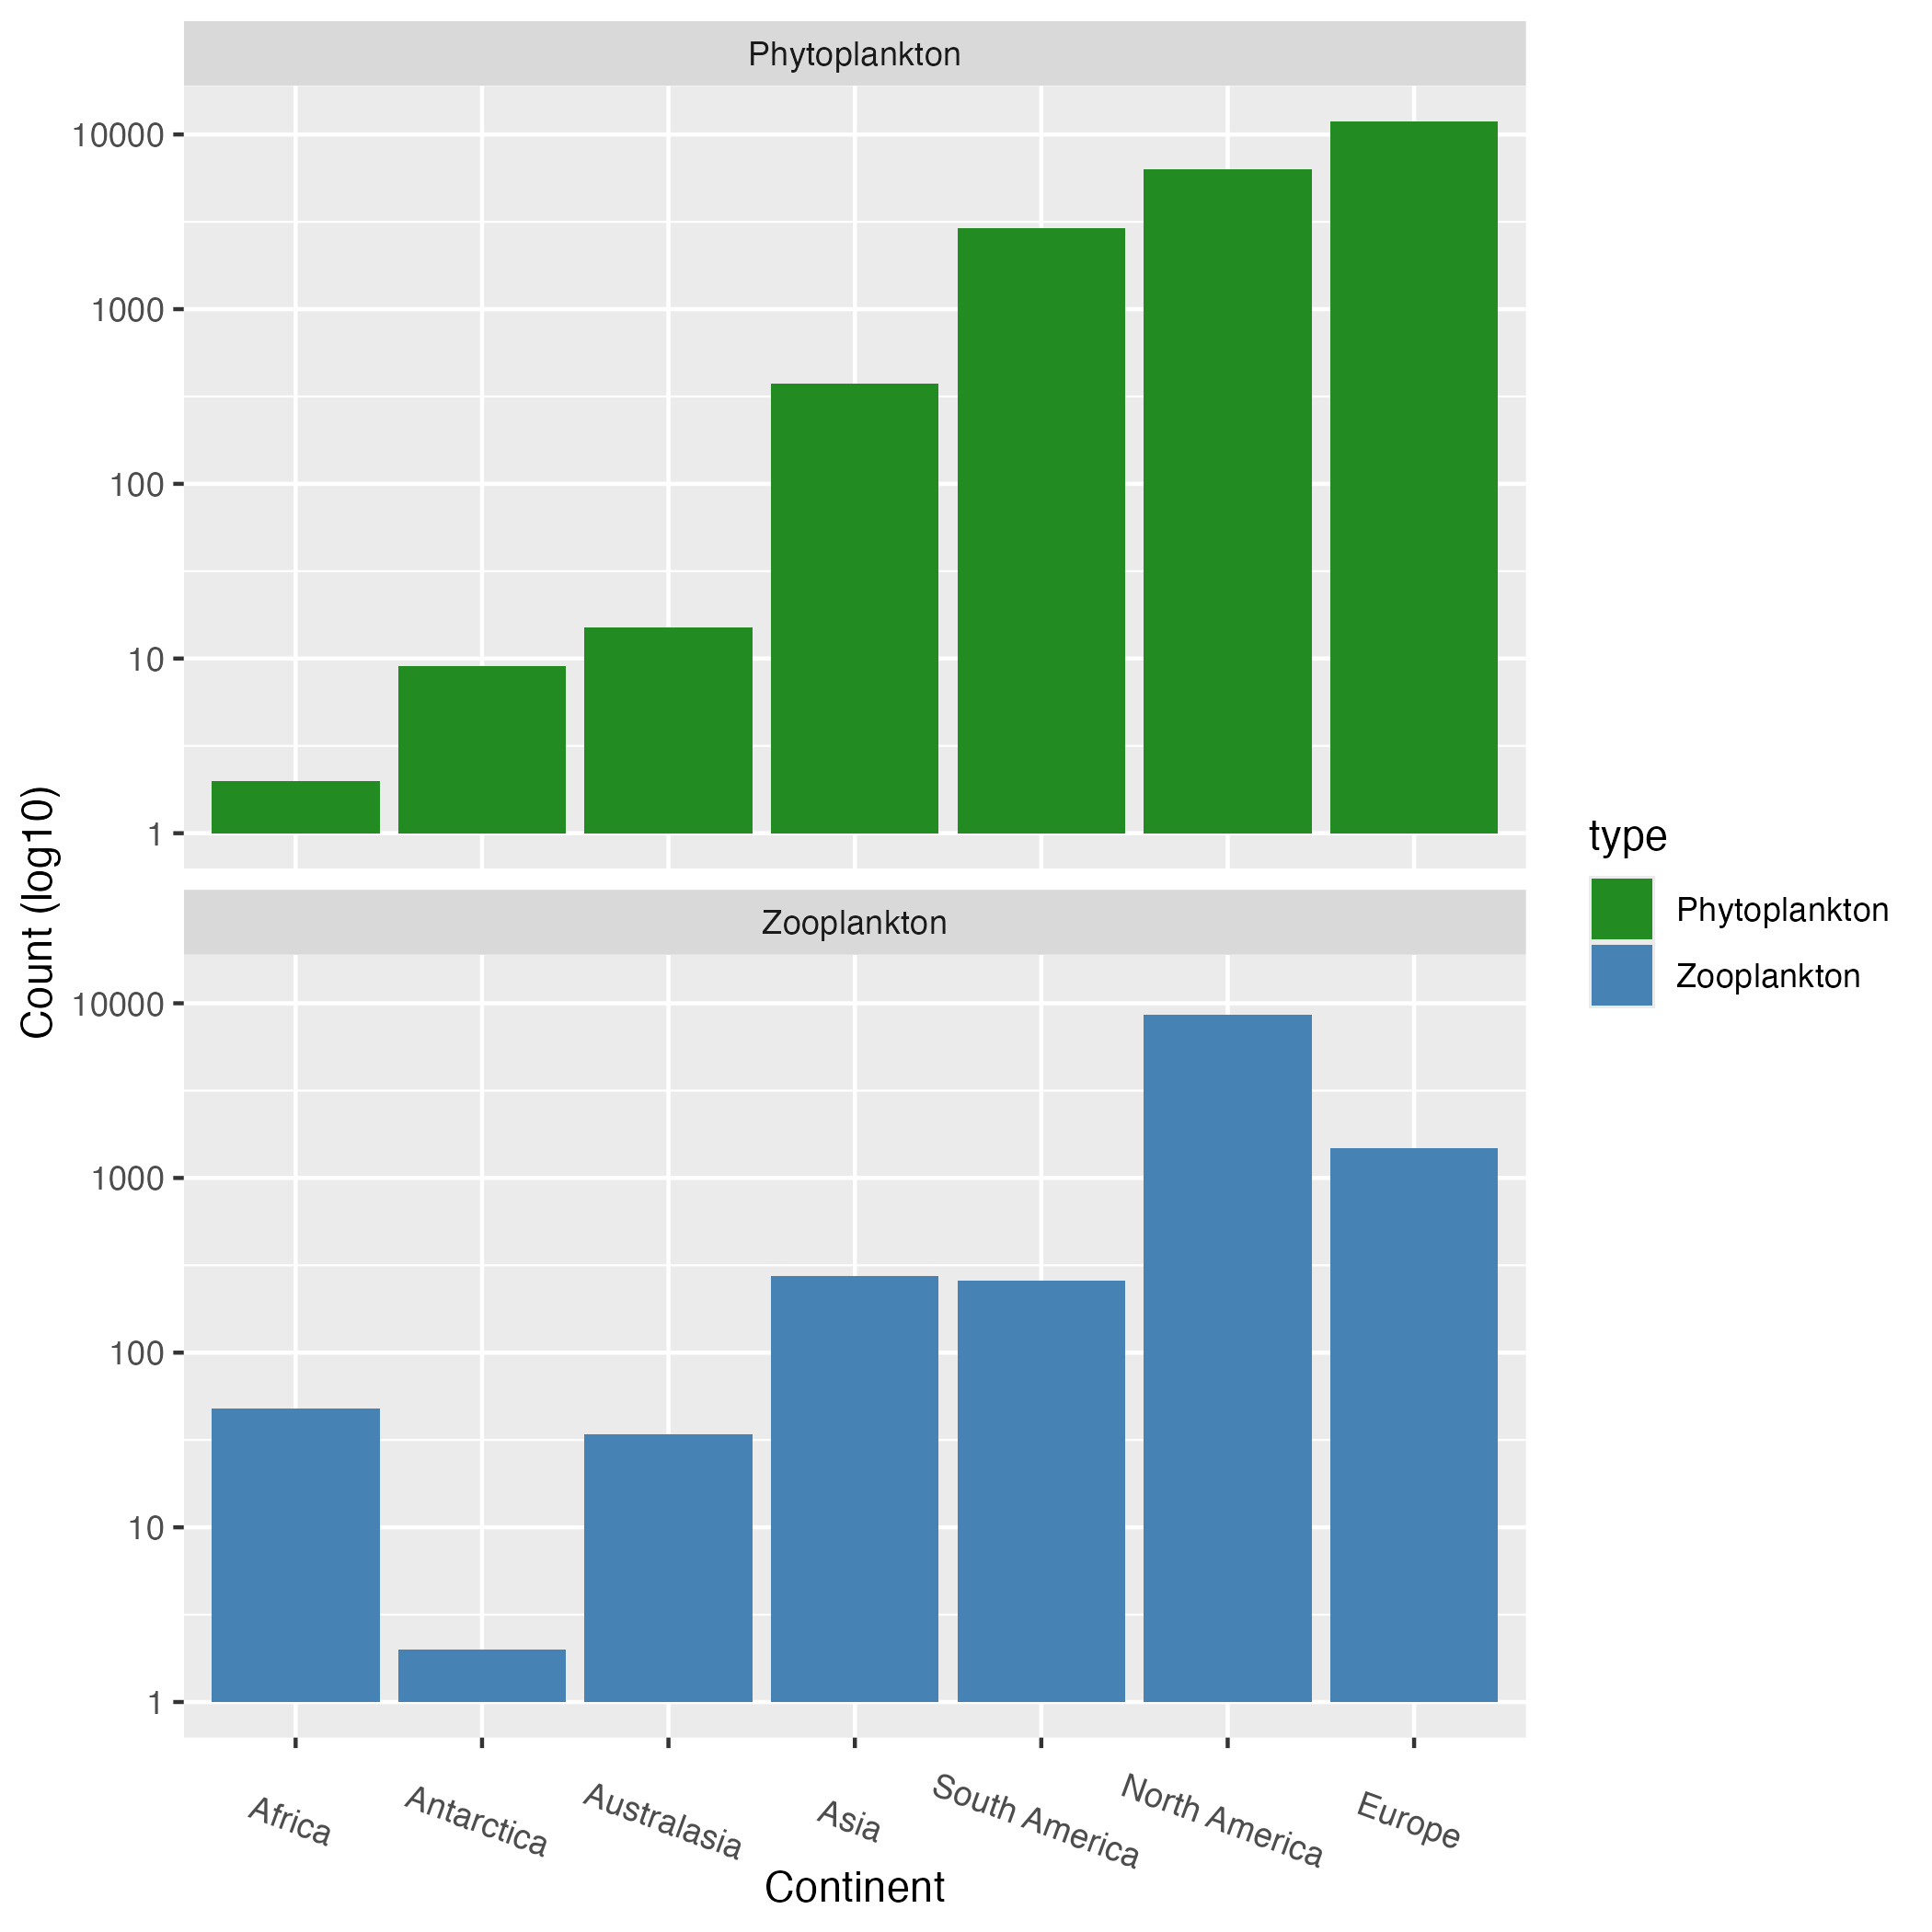 Phytoplankton
10000
1000
100
10
1
Zooplankton
10000
1000
100
10
1
Count (log10)
Africa
Antarctica
Australasia
Asia
South America
North America
Europe
Continent
type
Phytoplankton
Zooplankton